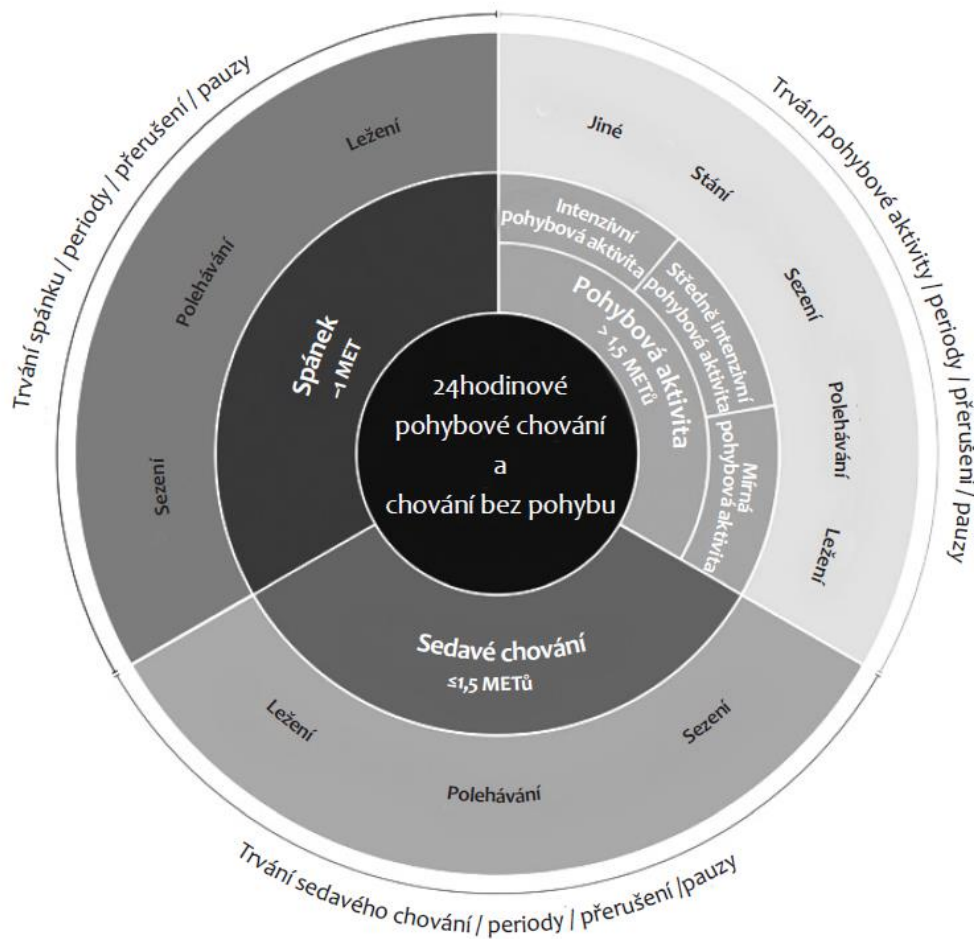 24hodinové
pohybové chování
a
chování bez pohybu
Spánek
~1 MET
Ležení
Polehávání
Sezení
Trvání spánku / periody / přerušení / pauzy
Pohybová aktivita
> 1,5 METů
Intenzivní
pohybová aktivita
Středně intenzivní
pohybová aktivita
Mírná
pohybová aktivita
Jiné
Stání
Sezení
Polehávání
Ležení
Trvání pohybové aktivity / periody / přerušení / pauzy
Sedavé chování
≤1,5 METů
Ležení
Polehávání
Sezení
Trvání sedavého chování / periody / přerušení /pauzy